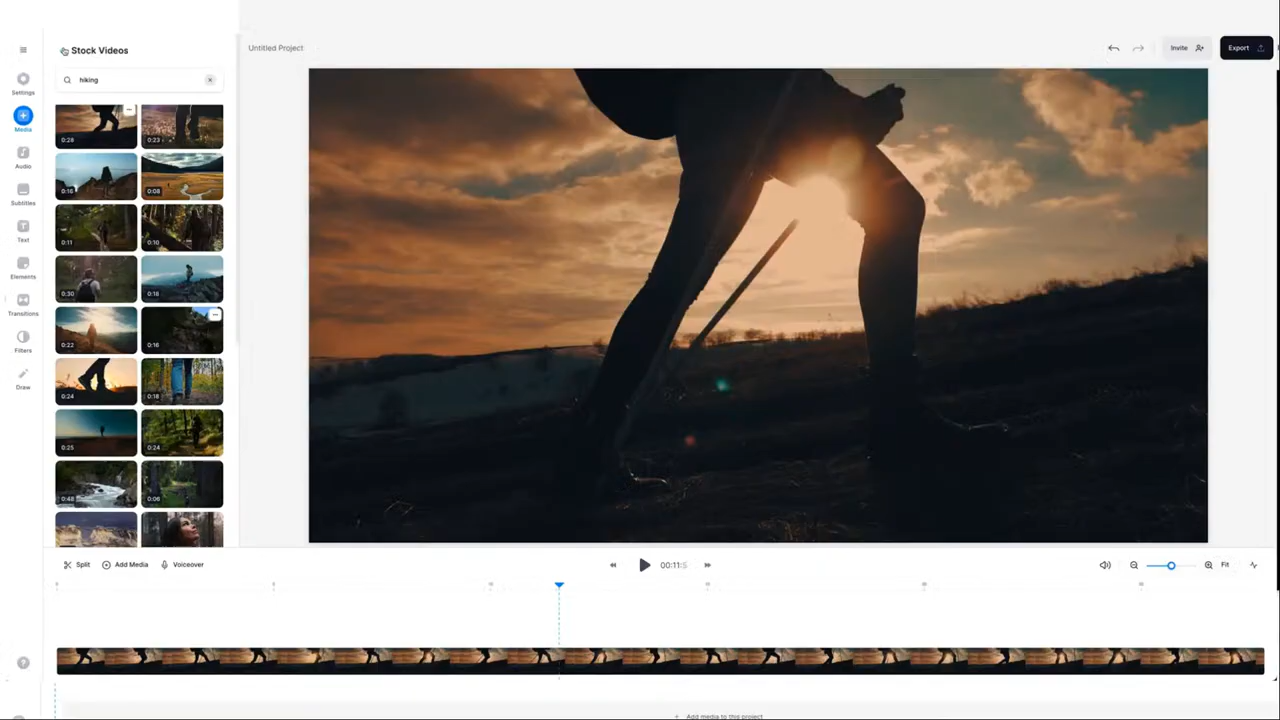 Stock Videos
Untitled Project
Invite
Export
hiking
Settings
Media
Audio
Subtitles
Text
Elements
Transitions
Filters
Draw
0:28
0:23
0:16
0:08
0:11
0:10
0:30
0:18
0:22
0:16
0:24
0:18
0:25
0:24
0:48
0:06
Split
Add Media
Voiceover
00:11:5
Fit
Add media to this project